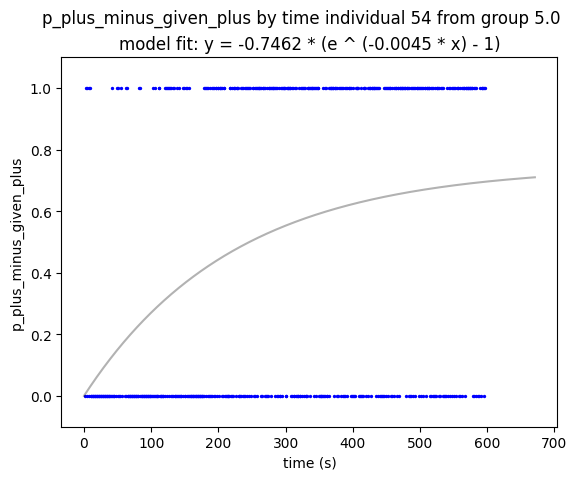 p_plus_minus_given_plus by time individual 54 from group 5.0
model fit: y = -0.7462 * (e ^ (-0.0045 * x) - 1)
1.0
0.8
0.6
0.4
0.2
0.0
p_plus_minus_given_plus
0 100 200 300 400 500 600 700
time (s)